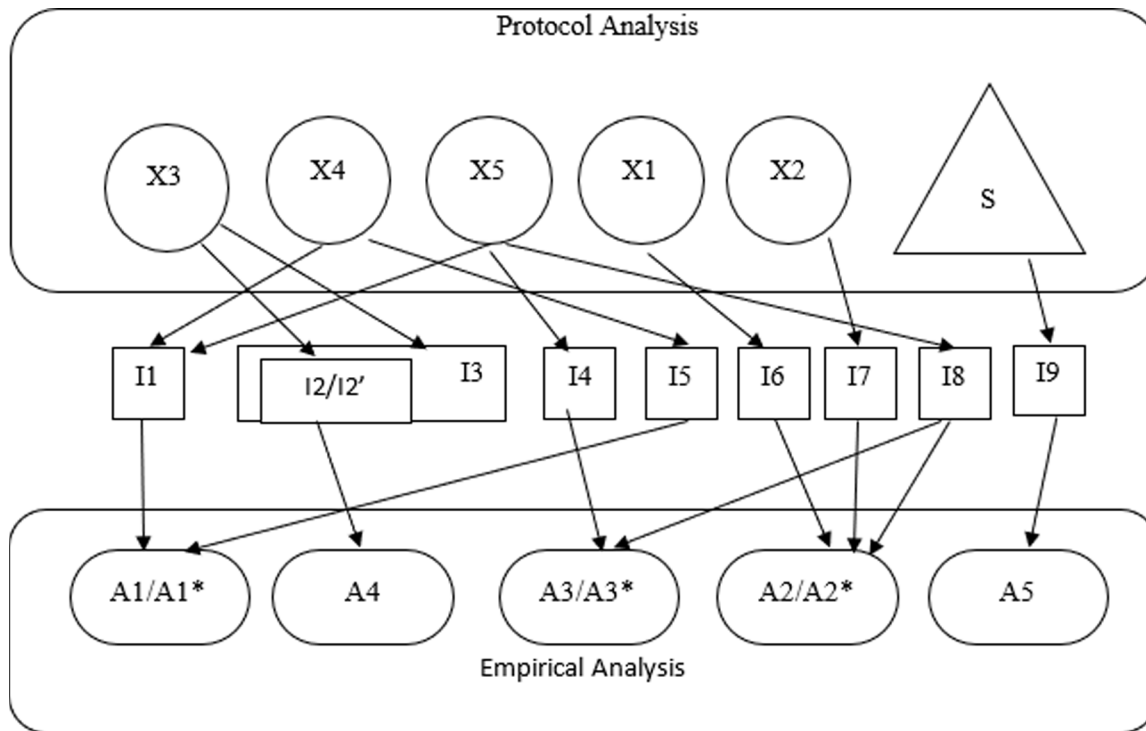 Protocol Analysis
X3 X4 X5 X1 X2 S
I1 I2/I2′ I3 I4 I5 I6 I7 I8 I9
A1/A1* A4 A3/A3* A2/A2* A5
Empirical Analysis